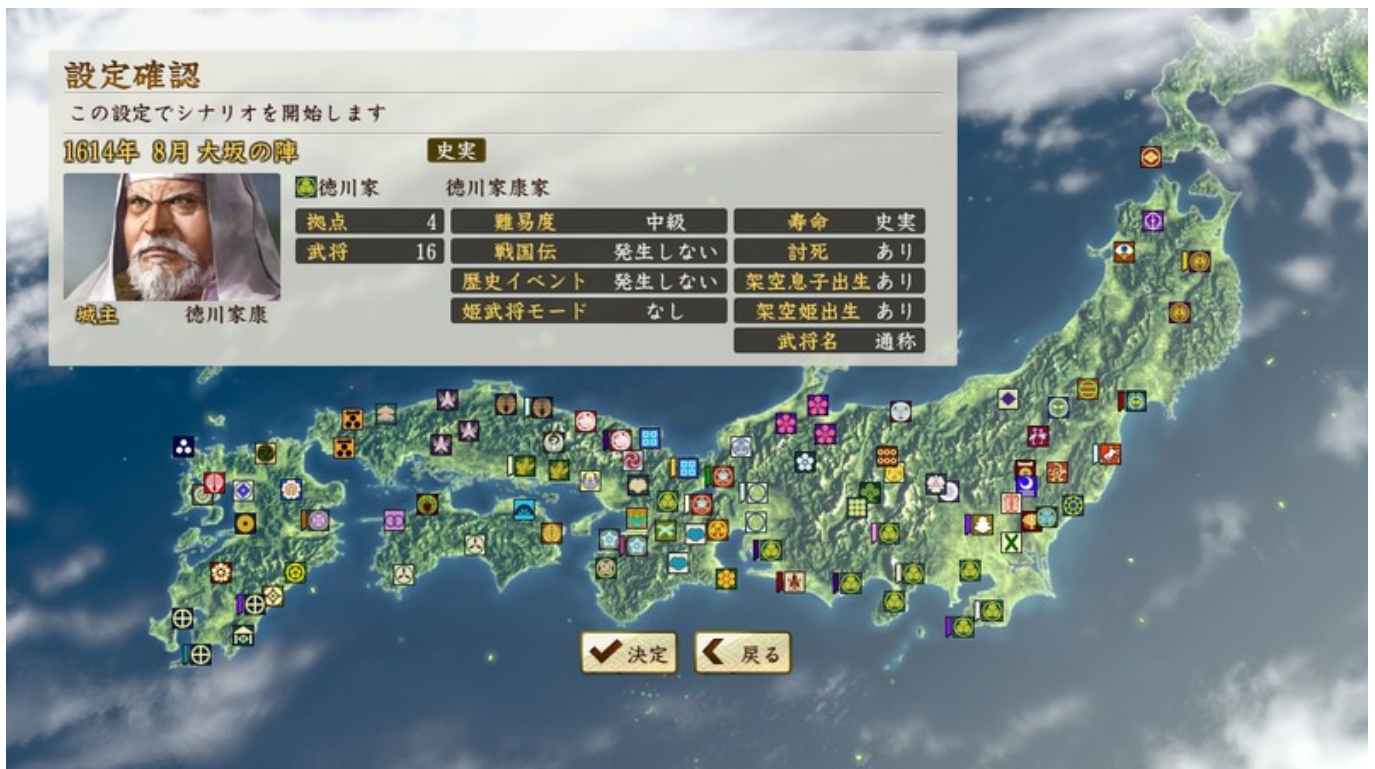 設定確認
この設定でシナリオを開始します
1614年 8月 大坂の陣 史実
徳川家 徳川家康家
拠点 4 難易度 中級 寿命 史実
武将 16 戦国伝 発生しない 討死 あり
歴史イベント 発生しない 架空息子出生 あり
姫武将モード なし 架空姫出生 あり
城主 徳川家康
武将名 通称
決定 戻る